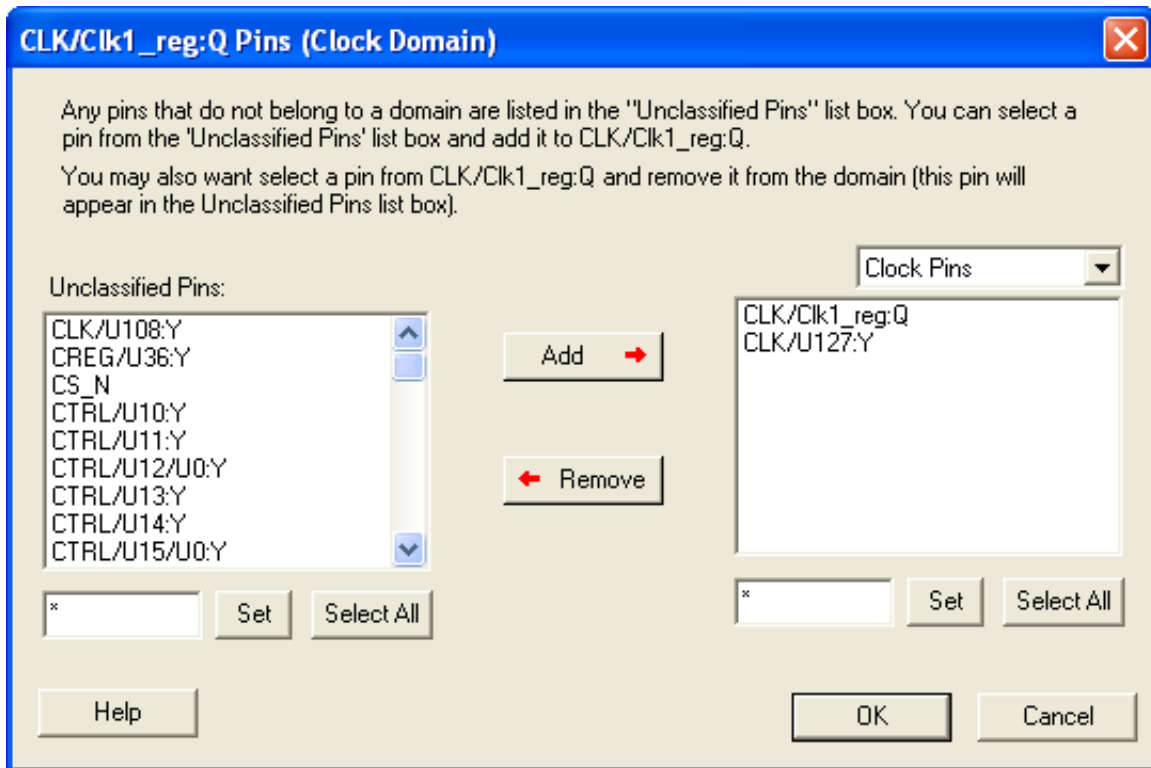 CLK/Clk1_reg:Q Pins (Clock Domain)
Any pins that do not belong to a domain are listed in the "Unclassified Pins" list box. You can select a
pin from the 'Unclassified Pins' list box and add it to CLK/Clk1_reg:Q.
You may also want select a pin from CLK/Clk1_reg:Q and remove it from the domain (this pin will
appear in the Unclassified Pins list box).
Unclassified Pins:
CLK/U108:Y
CREG/U36:Y
CS_N
CTRL/U10:Y
CTRL/U11:Y
CTRL/U12/U0:Y
CTRL/U13:Y
CTRL/U14:Y
CTRL/U15/U0:Y
*
Set
Select All
Add
Remove
Clock Pins
CLK/Clk1_reg:Q
CLK/U127:Y
*
Set
Select All
Help
OK
Cancel